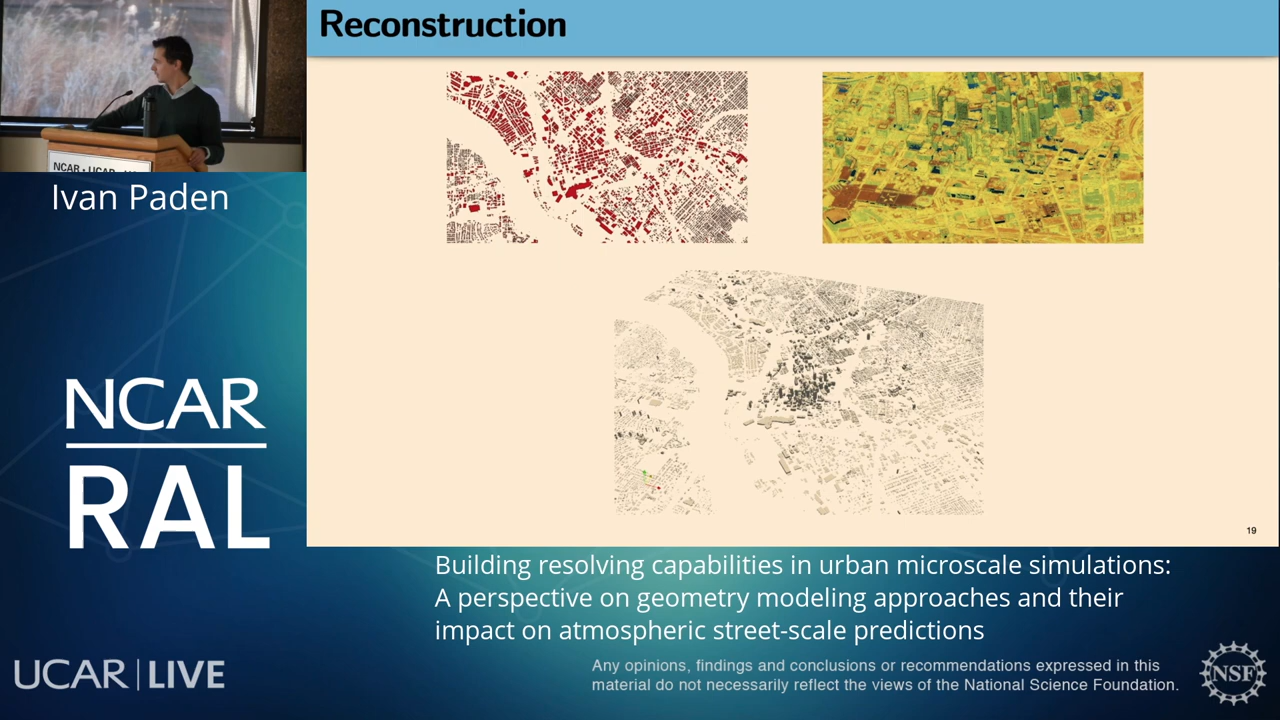 Reconstruction
NCAR • UCAR
Ivan Paden
NCAR
RAL
19
Building resolving capabilities in urban microscale simulations:
A perspective on geometry modeling approaches and their
impact on atmospheric street-scale predictions
UCAR | LIVE
Any opinions, findings and conclusions or recommendations expressed in this
material do not necessarily reflect the views of the National Science Foundation.
NSF